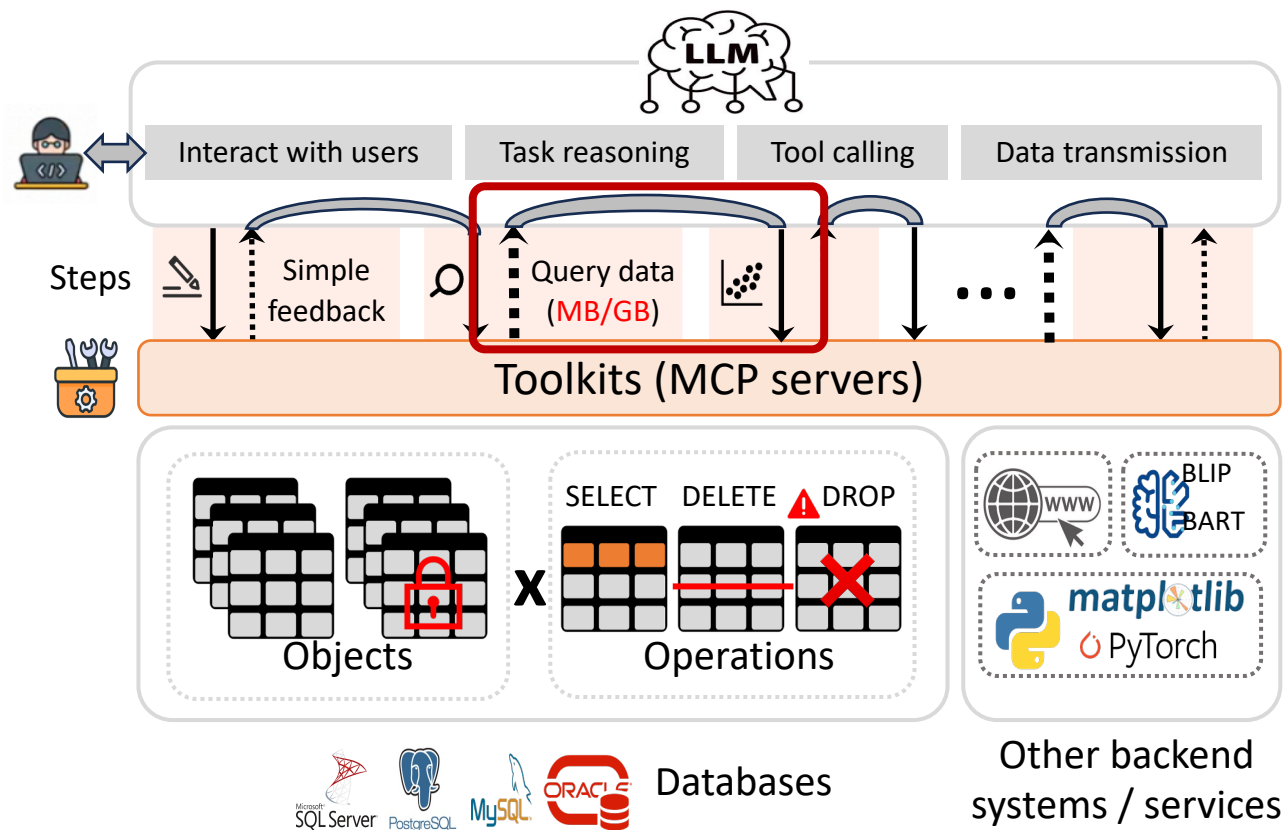 LLM
Interact with users
Task reasoning
Tool calling
Data transmission
Steps
Simple
feedback
Query data
(MB/GB)
...
Toolkits (MCP servers)
SELECT
DELETE
DROP
x
Objects
Operations
WWW
BLIP
BART
matplotlib
PyTorch
Microsoft
SQL Server
PostgreSQL
MySQL
ORACLE
Databases
Other backend
systems / services